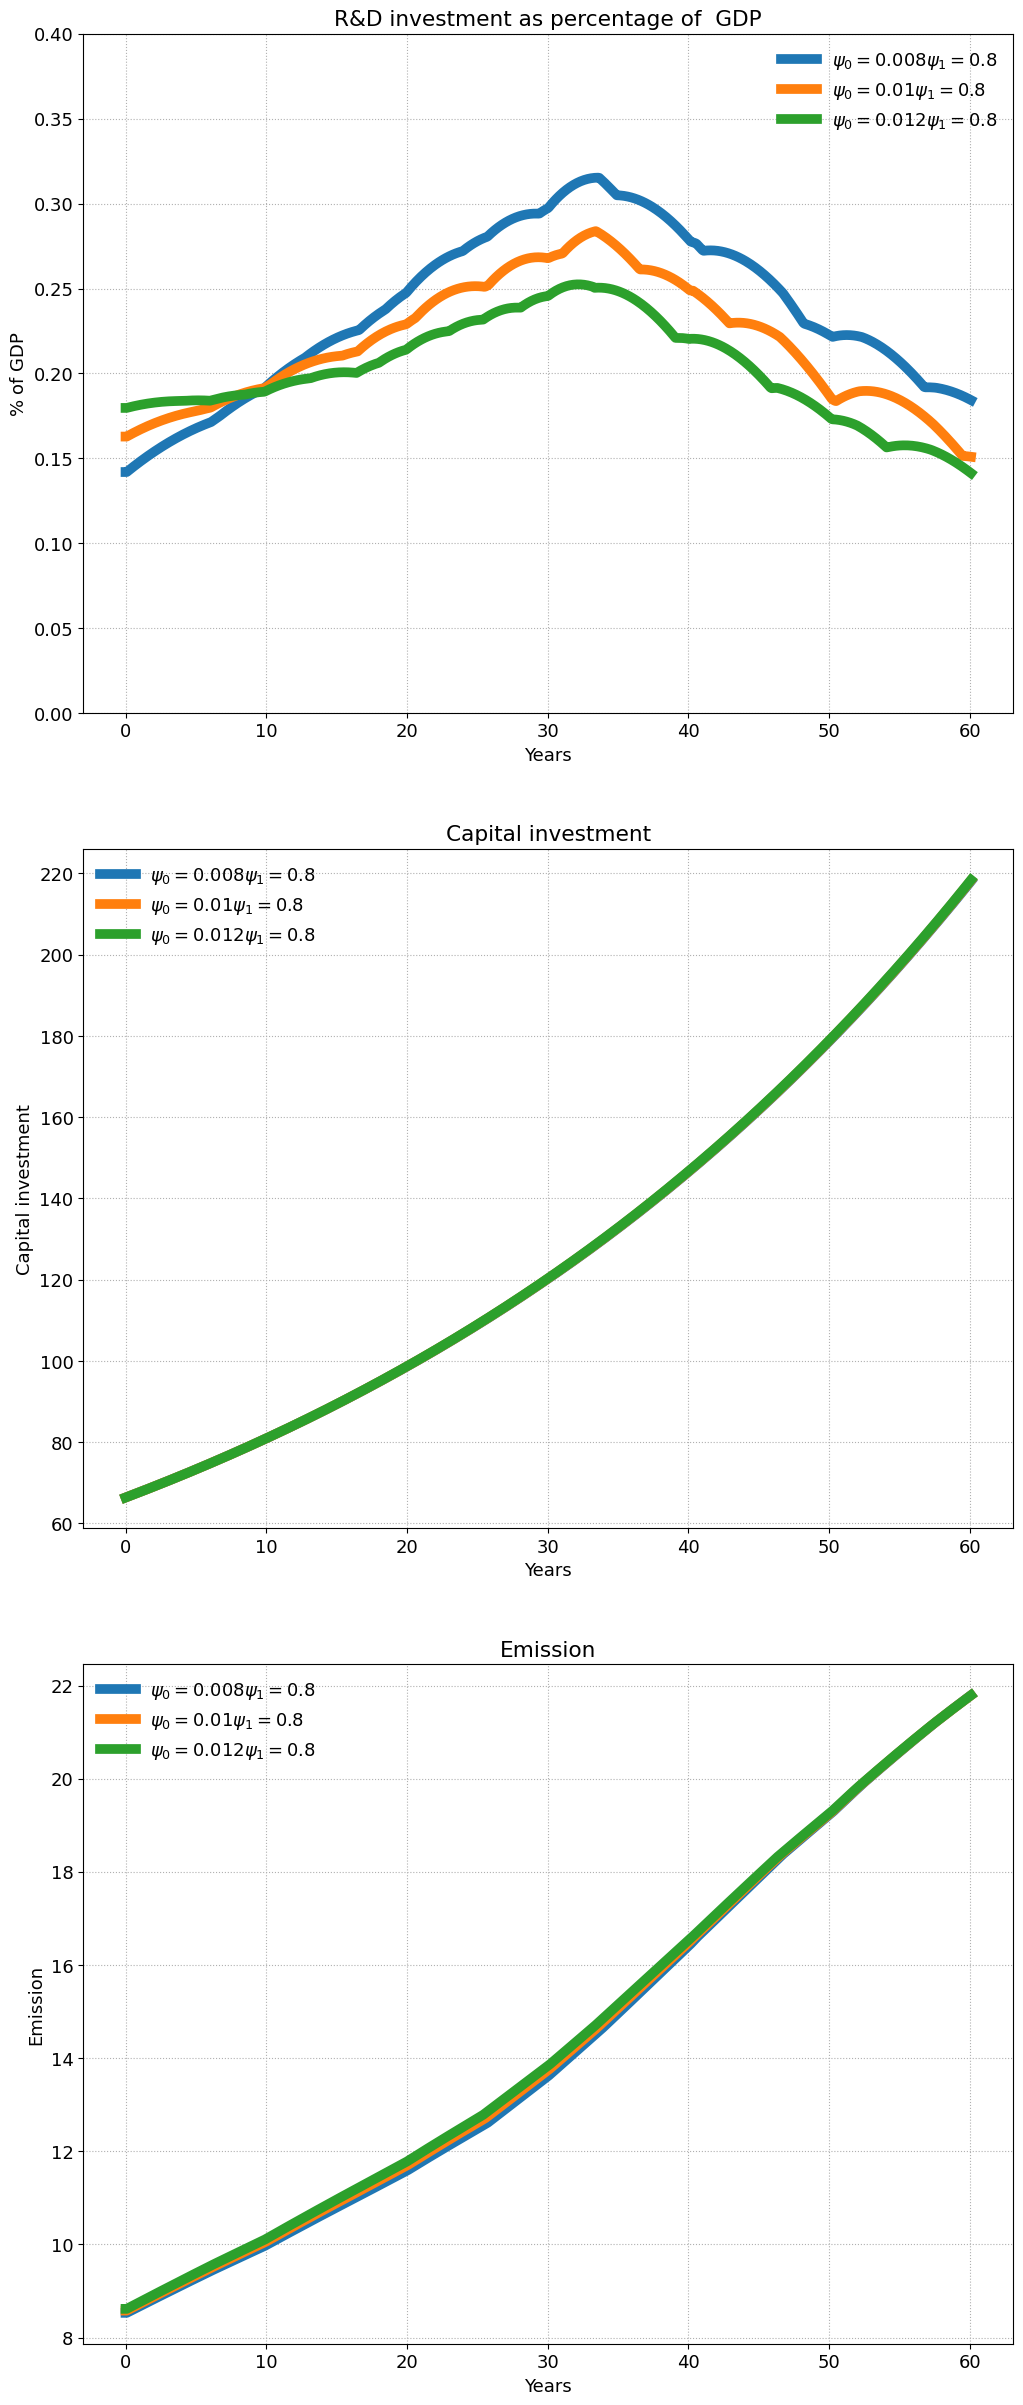 R&D investment as percentage of  GDP
ψ₀ = 0.008ψ₁ = 0.8
ψ₀ = 0.01ψ₁ = 0.8
ψ₀ = 0.012ψ₁ = 0.8
0.40
0.35
0.30
0.25
0.20
0.15
0.10
0.05
0.00
% of GDP
0 10 20 30 40 50 60
Years
Capital investment
ψ₀ = 0.008ψ₁ = 0.8
ψ₀ = 0.01ψ₁ = 0.8
ψ₀ = 0.012ψ₁ = 0.8
220
200
180
160
140
120
100
80
60
Capital investment
0 10 20 30 40 50 60
Years
Emission
ψ₀ = 0.008ψ₁ = 0.8
ψ₀ = 0.01ψ₁ = 0.8
ψ₀ = 0.012ψ₁ = 0.8
22
20
18
16
14
12
10
8
Emission
0 10 20 30 40 50 60
Years